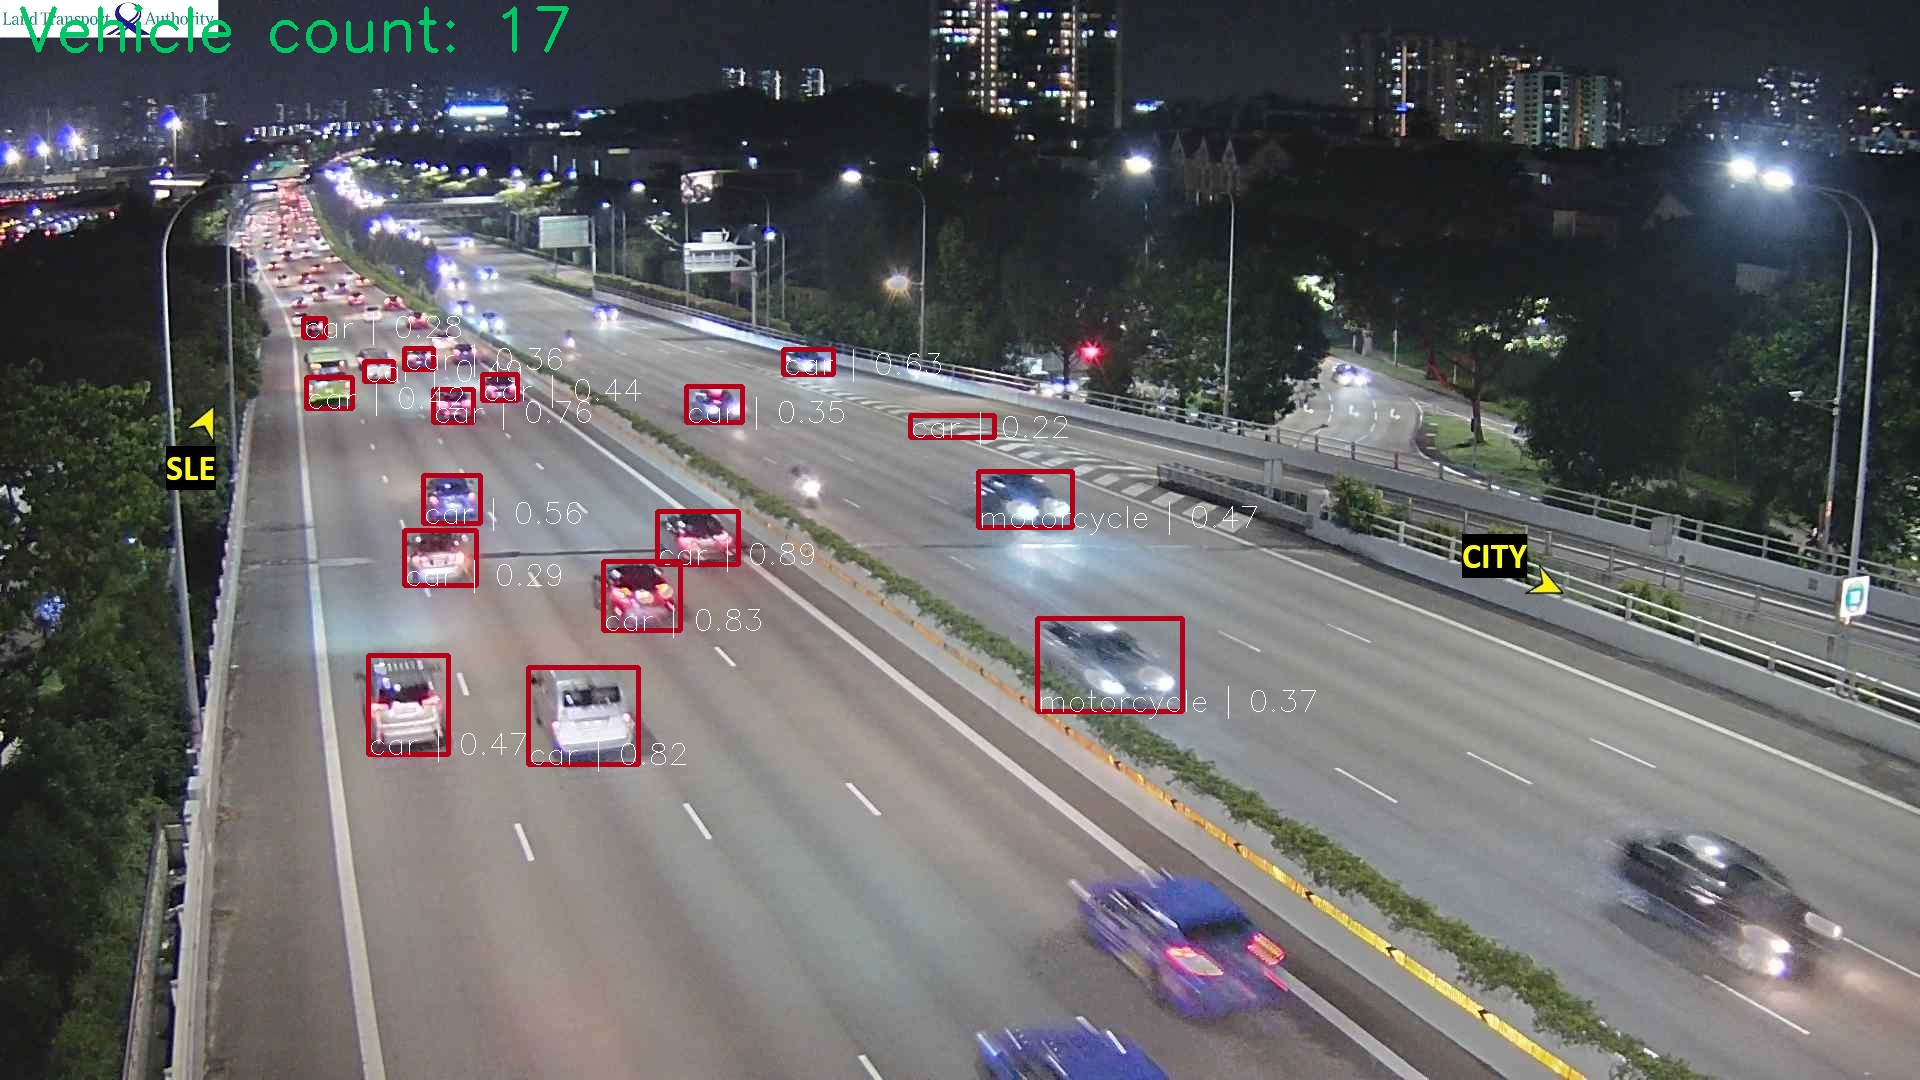 Land Transport Authority
Vehicle count: 17
car | 0.28
car | 0.36
car | 0.63
car | 0.44
car | 0.42
car | 0.76
car | 0.35
car | 0.22
SLE
car | 0.56
motorcycle | 0.47
car | 0.89
CITY
car | 0.29
car | 0.83
motorcycle | 0.37
car | 0.47
car | 0.82